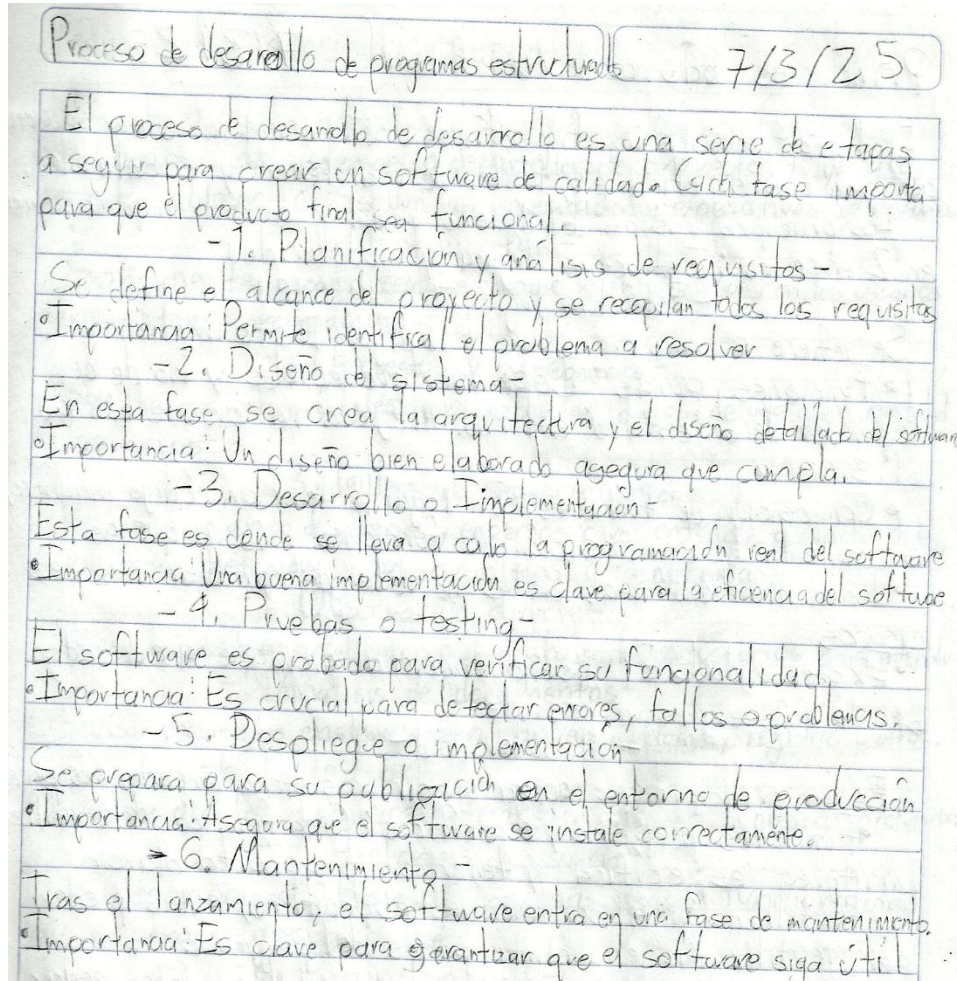 Proceso de desarollo de programas estructurados 7/3/25
El proceso de desarrollo de desarrollo es una serie de etapas
a seguir para crear un software de calidad. Cada fase importa
para que el producto final sea funcional.
-1. Planificación y análisis de requisitos-
Se define el alcance del proyecto y se recopilan todos los requisitos
•Importancia: Permite identifical el problema a resolver
-2. Diseño del sistema-
En esta fase se crea la arquitectura y el diseño detallado del software
•Importancia: Un diseño bien elaborado asegura que cumpla.
-3. Desarrollo o Implementación-
Esta fase es donde se lleva a cabo la programación real del software
•Importancia: Una buena implementación es clave para la eficiencia del software
-4. Pruebas o testing-
El software es probado para verificar su funcionalidad.
•Importancia: Es crucial para detectar errores, fallos o problemas.
-5. Despliegue o implementación-
Se prepara para su publicación en el entorno de producción
•Importancia: Asegura que el software se instale correctamente.
-6. Mantenimiento-
Tras el lanzamiento, el software entra en una fase de mantenimiento.
•Importancia: Es clave para garantizar que el software siga útil